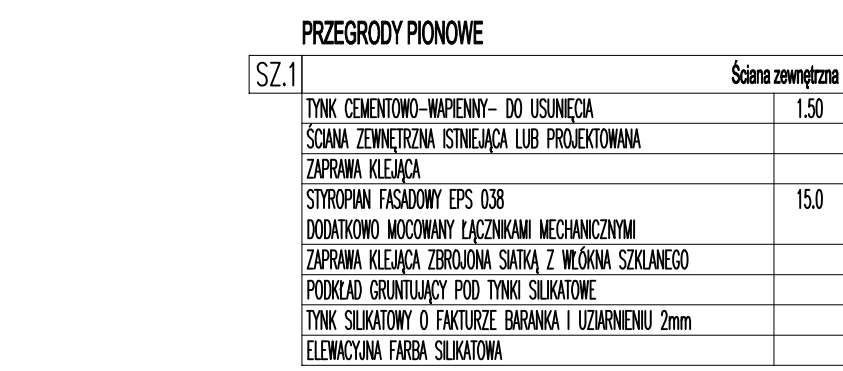 PRZEGRODY PIONOWE
SZ.1 Ściana zewnętrzna
TYNK CEMENTOWO-WAPIENNY- DO USUNIĘCIA 1.50
ŚCIANA ZEWNĘTRZNA ISTNIEJĄCA LUB PROJEKTOWANA
ZAPRAWA KLEJĄCA
STYROPIAN FASADOWY EPS 038 15.0
DODATKOWO MOCOWANY ŁĄCZNIKAMI MECHANICZNYMI
ZAPRAWA KLEJĄCA ZBROJONA SIATKĄ Z WŁÓKNA SZKLANEGO
PODKŁAD GRUNTUJĄCY POD TYNKI SILIKATOWE
TYNK SILIKATOWY O FAKTURZE BARANKA I UZIARNIENIU 2mm
ELEWACYJNA FARBA SILIKATOWA